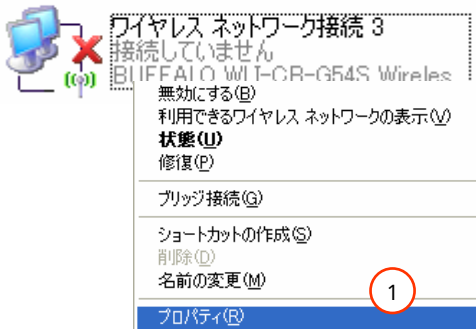 ワイヤレス ネットワーク接続 3
接続していません
BUFFALO WLI-CB-G54S Wireles
無効にする(B)
利用できるワイヤレス ネットワークの表示(V)
状態(U)
修復(P)
ブリッジ接続(G)
ショートカットの作成(S)
削除(D)
名前の変更(M)
1
プロパティ(R)